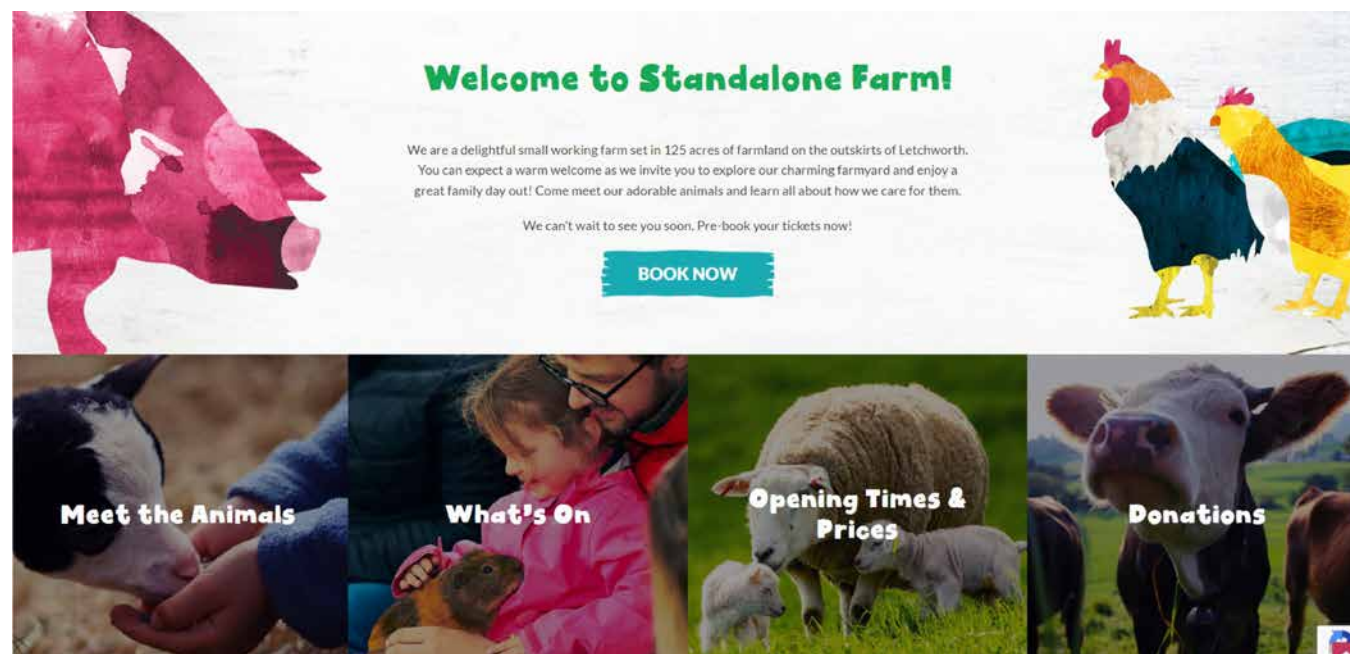 Welcome to Standalone Farm!
We are a delightful small working farm set in 125 acres of farmland on the outskirts of Letchworth.
You can expect a warm welcome as we invite you to explore our charming farmyard and enjoy a
great family day out! Come meet our adorable animals and learn all about how we care for them.
We can't wait to see you soon. Pre-book your tickets now!
BOOK NOW
Meet the Animals
What's On
Opening Times &
Prices
Donations